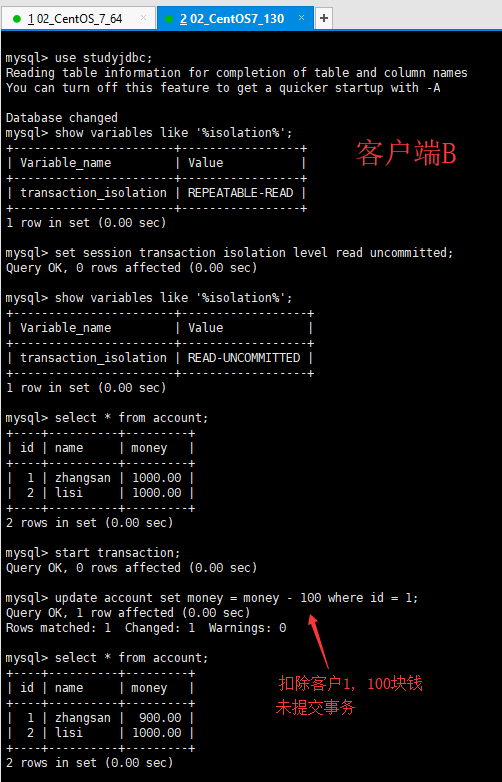 1 02_CentOS_7_64 × 2 02_CentOS7_130 × +
mysql> use studyjdbc;
Reading table information for completion of table and column names
You can turn off this feature to get a quicker startup with -A
Database changed
mysql> show variables like '%isolation%';
+-----------------------+-----------------+
| Variable_name         | Value           |
+-----------------------+-----------------+
| transaction_isolation | REPEATABLE-READ |
+-----------------------+-----------------+
1 row in set (0.00 sec)
客户端B
mysql> set session transaction isolation level read uncommitted;
Query OK, 0 rows affected (0.00 sec)
mysql> show variables like '%isolation%';
+-----------------------+------------------+
| Variable_name         | Value            |
+-----------------------+------------------+
| transaction_isolation | READ-UNCOMMITTED |
+-----------------------+------------------+
1 row in set (0.00 sec)
mysql> select * from account;
+----+----------+---------+
| id | name     | money   |
+----+----------+---------+
|  1 | zhangsan | 1000.00 |
|  2 | lisi     | 1000.00 |
+----+----------+---------+
2 rows in set (0.00 sec)
mysql> start transaction;
Query OK, 0 rows affected (0.00 sec)
mysql> update account set money = money - 100 where id = 1;
Query OK, 1 row affected (0.00 sec)
Rows matched: 1  Changed: 1  Warnings: 0
mysql> select * from account;
+----+----------+---------+
| id | name     | money   |
+----+----------+---------+
|  1 | zhangsan |  900.00 |
|  2 | lisi     | 1000.00 |
+----+----------+---------+
2 rows in set (0.00 sec)
扣除客户1, 100块钱
未提交事务